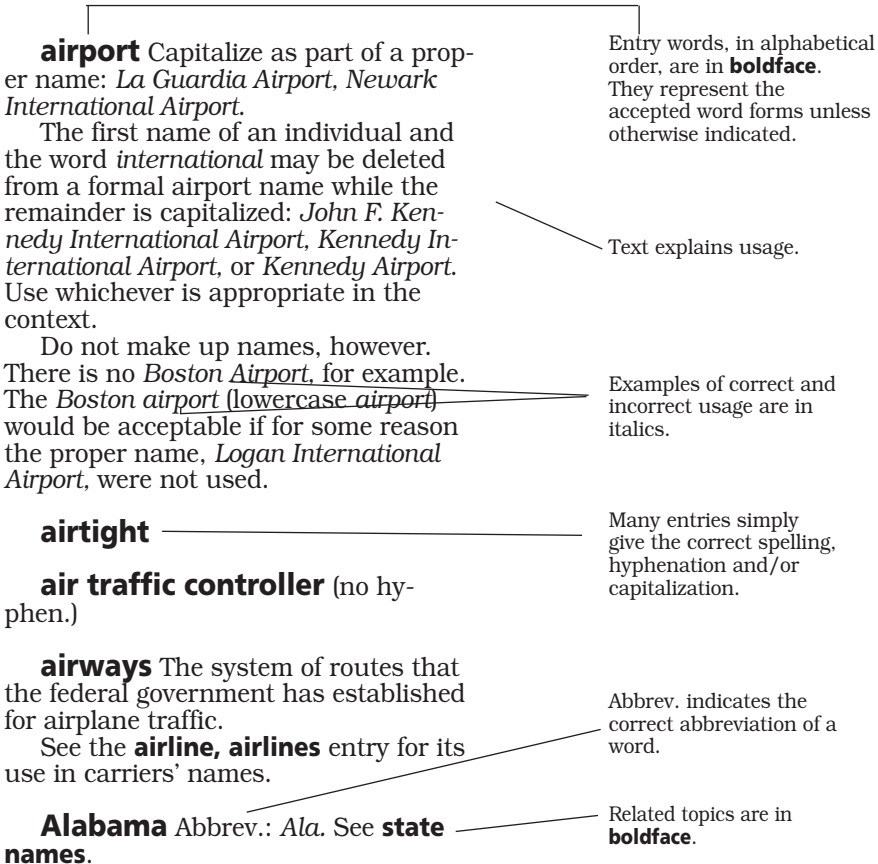 airport Capitalize as part of a prop-
er name: La Guardia Airport, Newark
International Airport.
The first name of an individual and
the word international may be deleted
from a formal airport name while the
remainder is capitalized: John F. Ken-
nedy International Airport, Kennedy In-
ternational Airport, or Kennedy Airport.
Use whichever is appropriate in the
context.
Do not make up names, however.
There is no Boston Airport, for example.
The Boston airport (lowercase airport)
would be acceptable if for some reason
the proper name, Logan International
Airport, were not used.
airtight
air traffic controller (no hy-
phen.)
airways The system of routes that
the federal government has established
for airplane traffic.
See the airline, airlines entry for its
use in carriers’ names.
Alabama Abbrev.: Ala. See state
names.
Entry words, in alphabetical
order, are in boldface.
They represent the
accepted word forms unless
otherwise indicated.
Text explains usage.
Examples of correct and
incorrect usage are in
italics.
Many entries simply
give the correct spelling,
hyphenation and/or
capitalization.
Abbrev. indicates the
correct abbreviation of a
word.
Related topics are in
boldface.